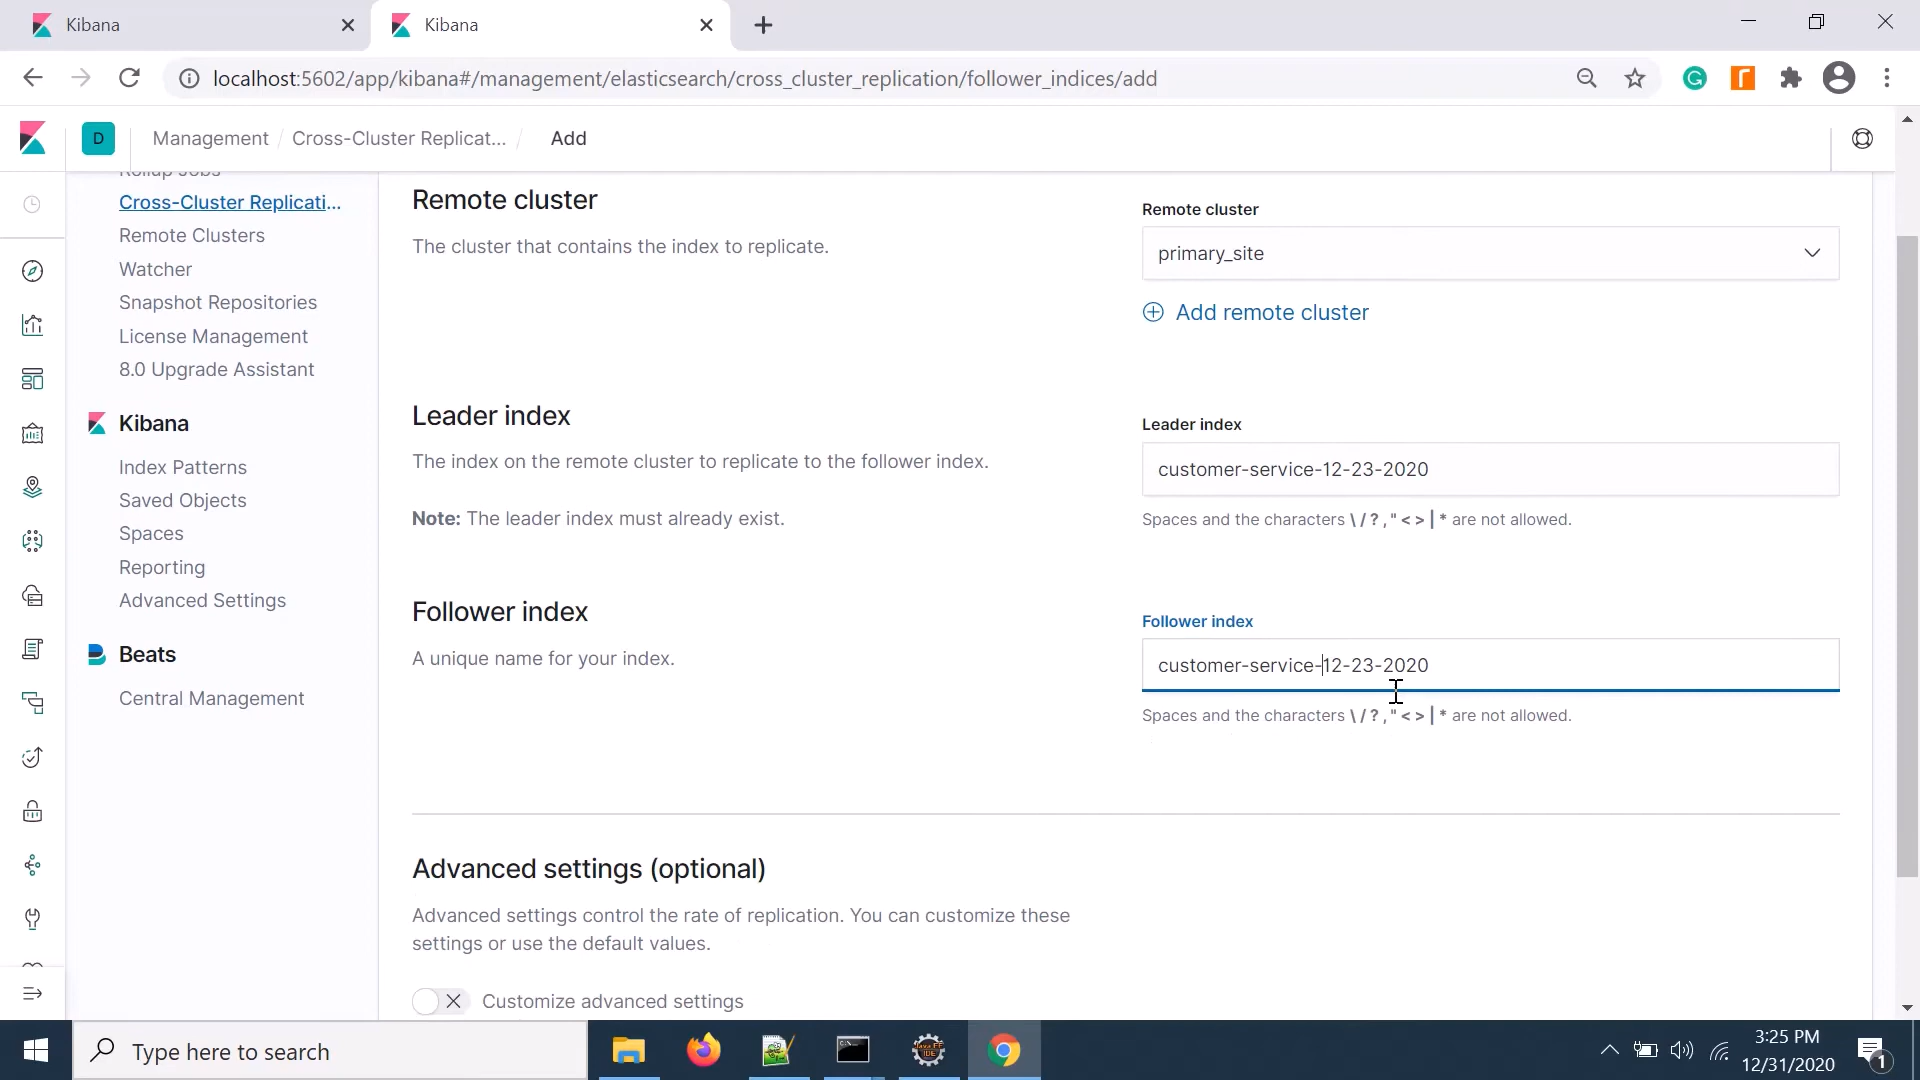 Kibana
Kibana
localhost:5602/app/kibana#/management/elasticsearch/cross_cluster_replication/follower_indices/add
D
Management / Cross-Cluster Replicat... / Add
Rollup Jobs
Cross-Cluster Replicati...
Remote Clusters
Watcher
Snapshot Repositories
License Management
8.0 Upgrade Assistant
Kibana
Index Patterns
Saved Objects
Spaces
Reporting
Advanced Settings
Beats
Central Management
Remote cluster
The cluster that contains the index to replicate.
Remote cluster
primary_site
Add remote cluster
Leader index
The index on the remote cluster to replicate to the follower index.
Note: The leader index must already exist.
Leader index
customer-service-12-23-2020
Spaces and the characters \ / ? , " < > | * are not allowed.
Follower index
A unique name for your index.
Follower index
customer-service-12-23-2020
Spaces and the characters \ / ? , " < > | * are not allowed.
Advanced settings (optional)
Advanced settings control the rate of replication. You can customize these
settings or use the default values.
Customize advanced settings
Type here to search
Java EE
IDE
3:25 PM
12/31/2020
1